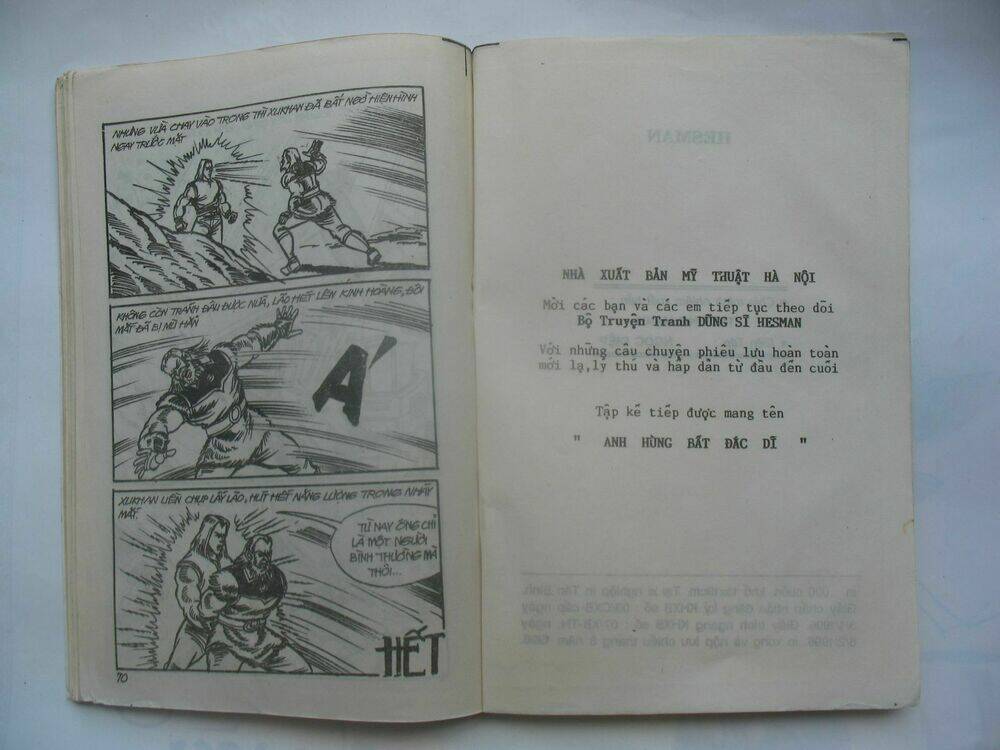 NHƯNG VỪA CHẠY VÀO TRONG THÌ XUKHAN ĐÃ BẤT NGỜ HIỆN HÌNH
NGAY TRƯỚC MẶT
KHÔNG CÒN TRÁNH ĐÂU ĐƯỢC NỮA, LÃO HÉT LÊN KINH HOÀNG, ĐÔI
MẮT ĐÃ BỊ MÙ HẲN
Á
XUKHAN LIỀN CHỤP LẤY LÃO, HÚT HẾT NĂNG LƯỢNG TRONG NHÁY
MẮT.
TỪ NAY ÔNG CHỈ
LÀ MỘT NGƯỜI
BÌNH THƯỜNG MÀ
THÔI...
HẾT
70
NHÀ XUẤT BẢN MỸ THUẬT HÀ NỘI
Mời các bạn và các em tiếp tục theo dõi
Bộ Truyện Tranh DŨNG SĨ HESMAN
Với những câu chuyện phiêu lưu hoàn toàn
mới lạ,lý thú và hấp dẫn từ đầu đến cuối
Tập kế tiếp được mang tên
" ANH HÙNG BẤT ĐẮC DĨ "
HESMAN